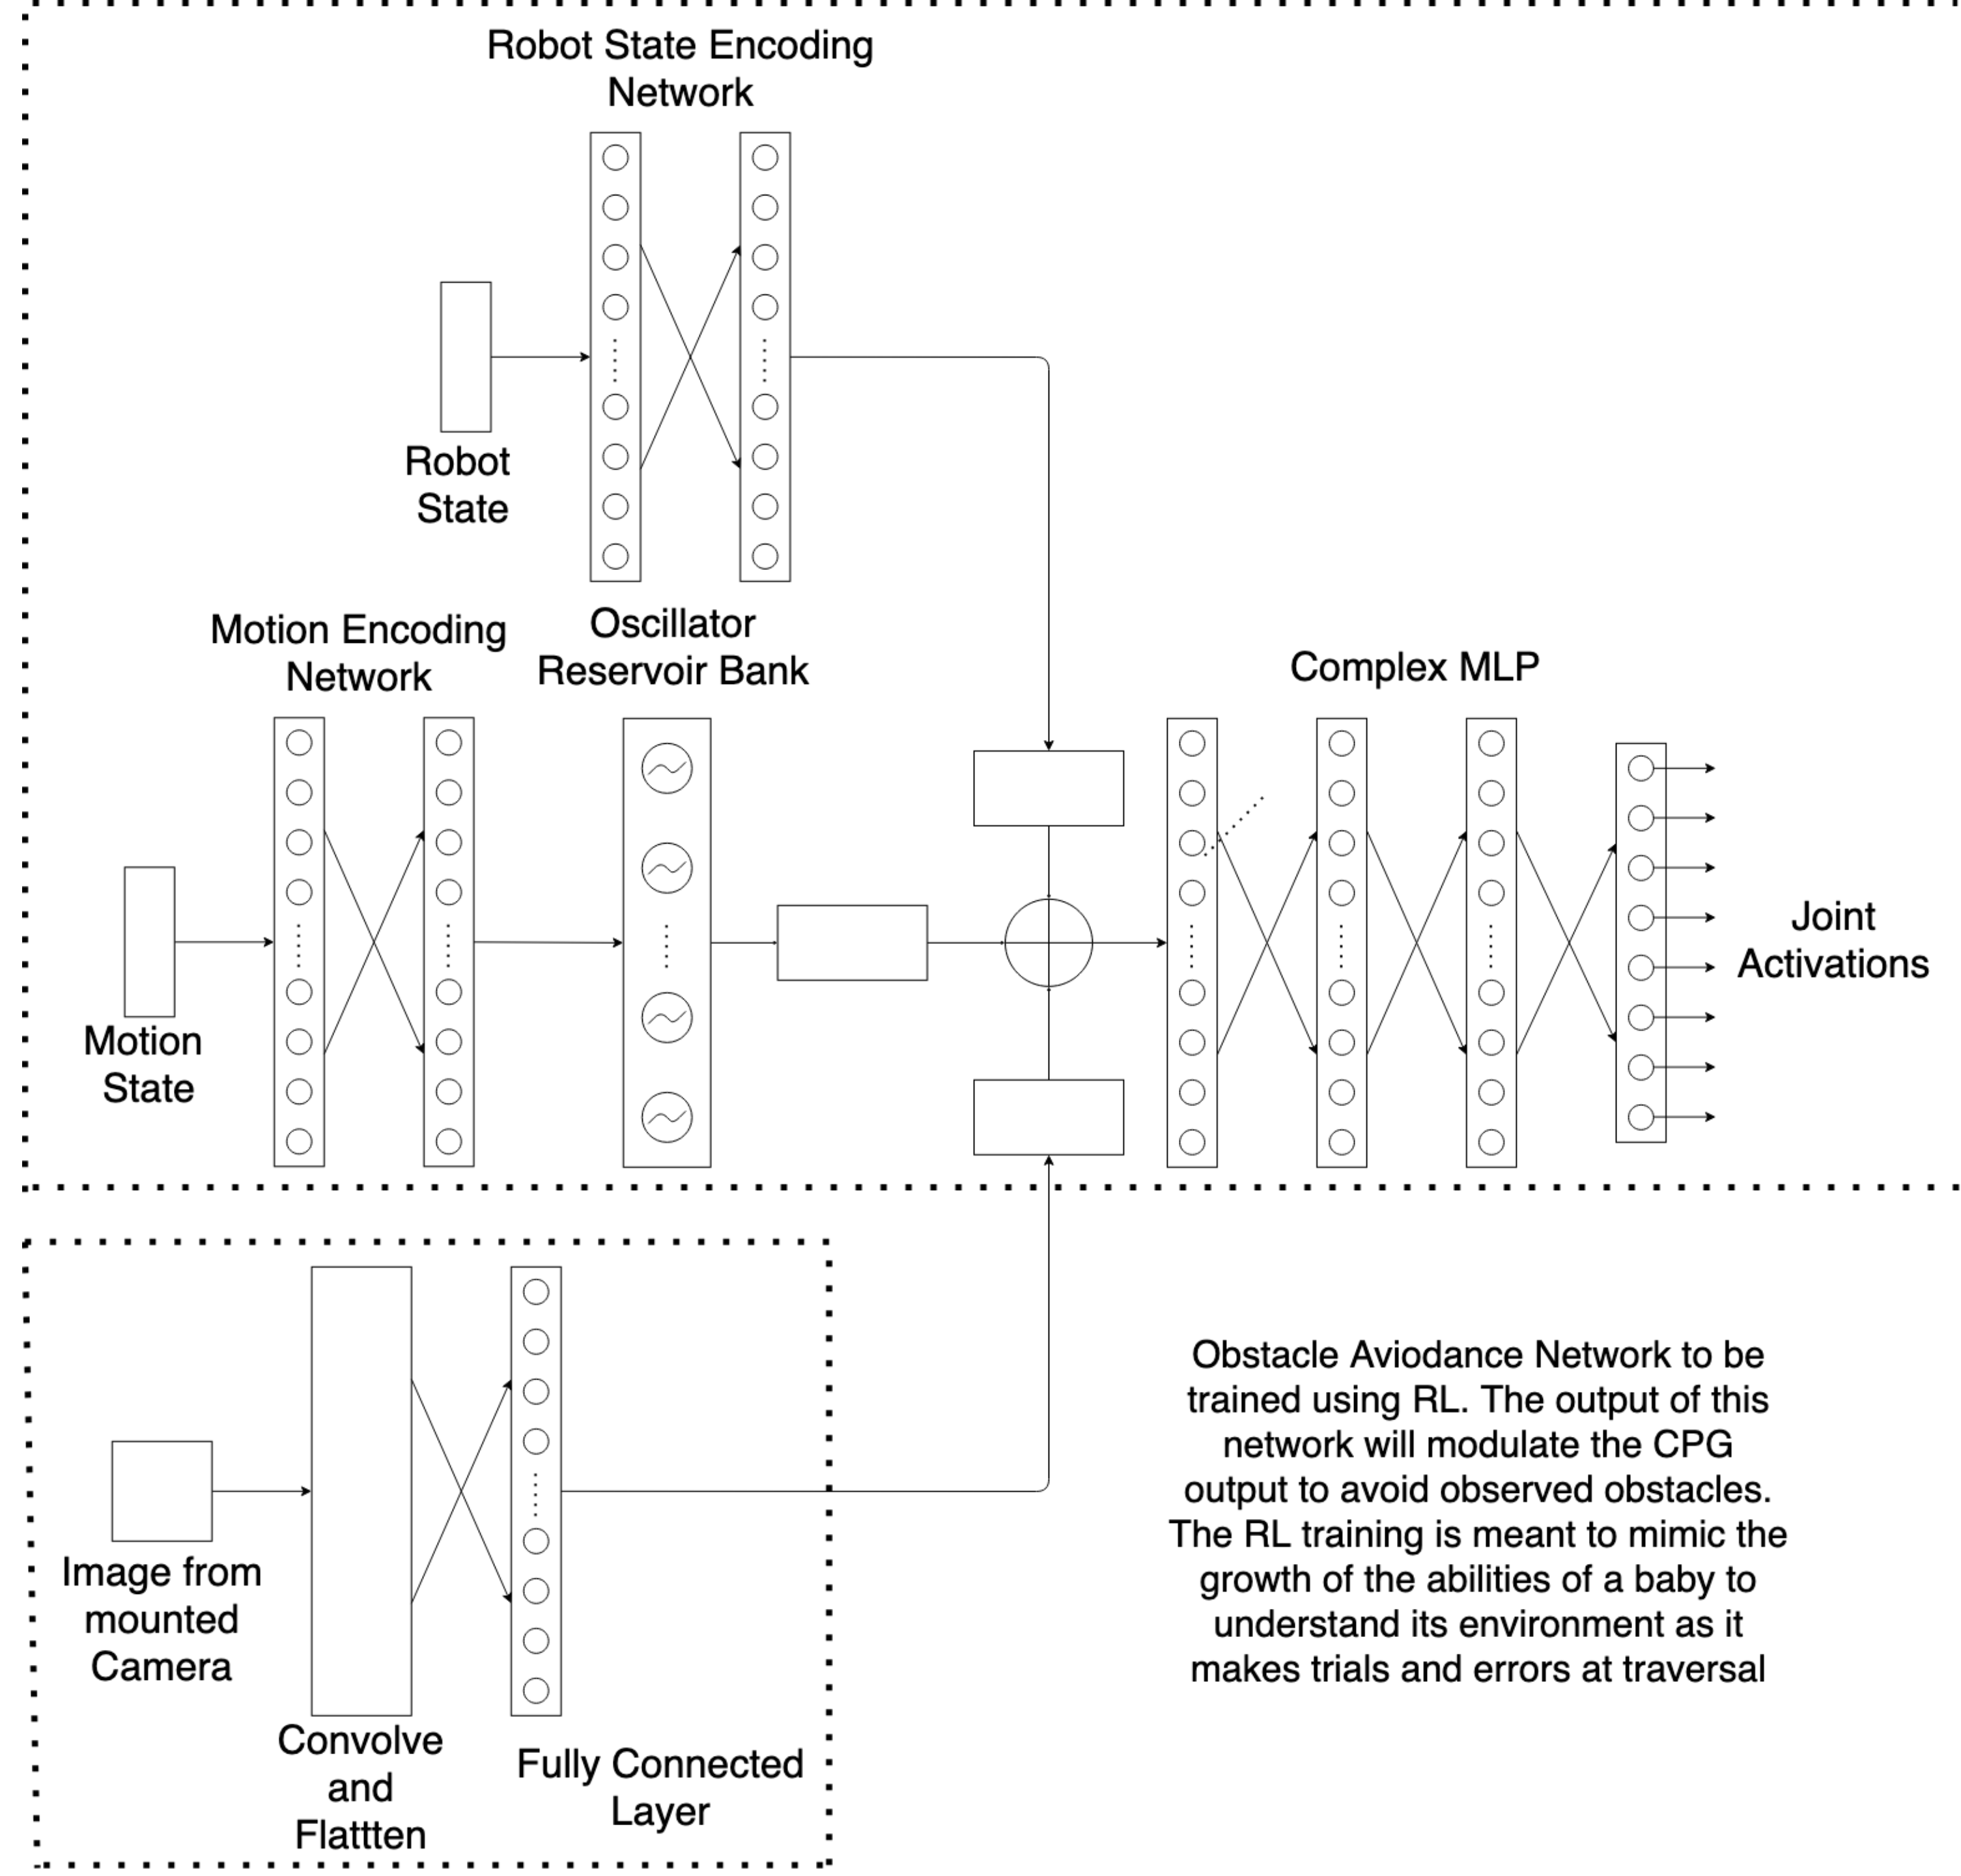 Robot State Encoding
Network
Robot
State
Motion Encoding
Network
Oscillator
Reservoir Bank
Complex MLP
Motion
State
Joint
Activations
Image from
mounted
Camera
Convolve
and
Flattten
Fully Connected
Layer
Obstacle Aviodance Network to be
trained using RL. The output of this
network will modulate the CPG
output to avoid observed obstacles.
The RL training is meant to mimic the
growth of the abilities of a baby to
understand its environment as it
makes trials and errors at traversal